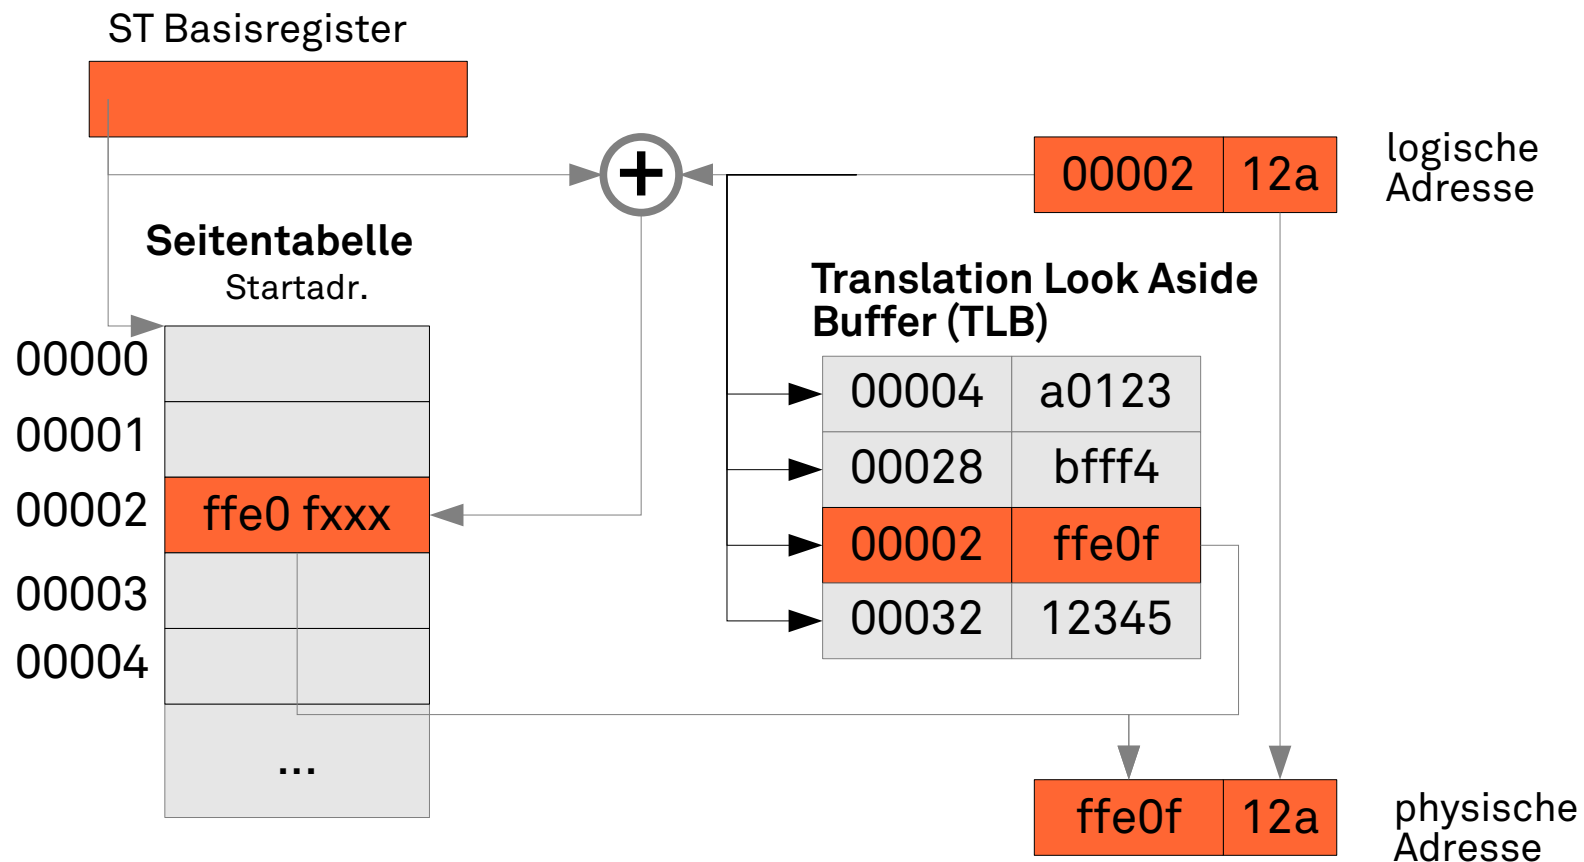 ST Basisregister
+
00002 12a
logische
Adresse
Seitentabelle
Startadr.
00000
00001
00002 ffe0 fxxx
00003
00004
...
Translation Look Aside
Buffer (TLB)
00004 a0123
00028 bfff4
00002 ffe0f
00032 12345
ffe0f 12a
physische
Adresse